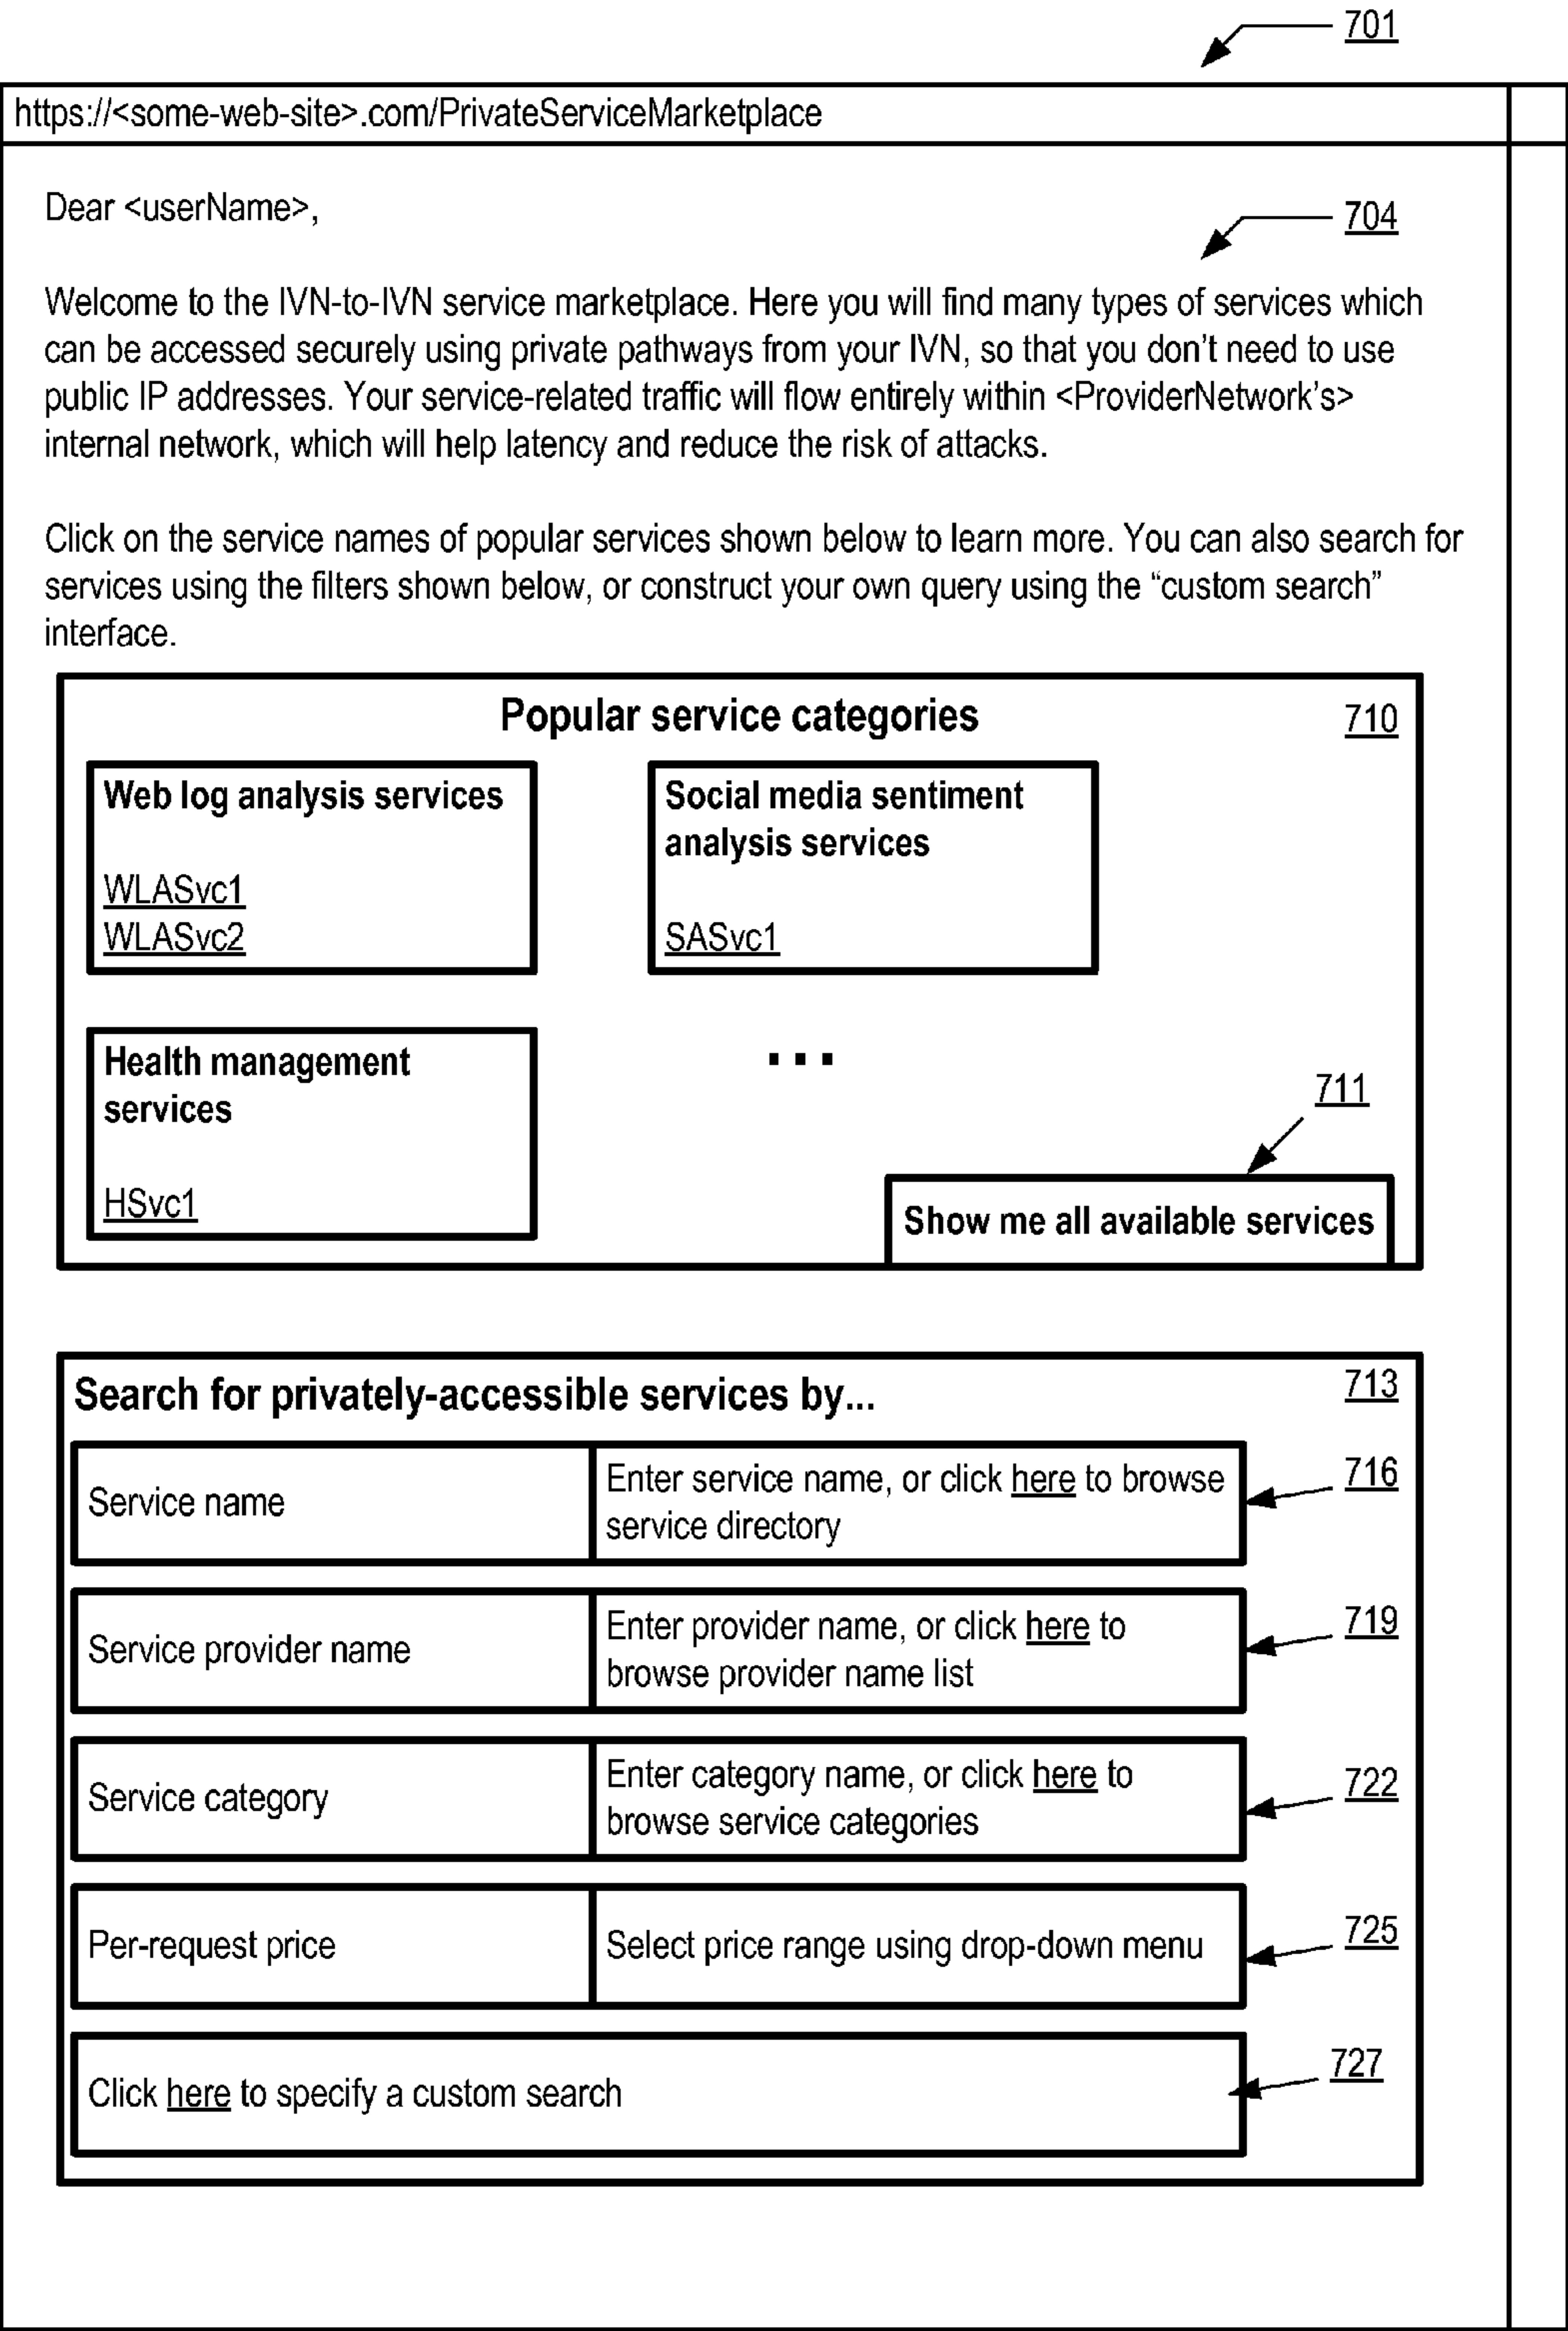 701
https://<some-web-site>.com/PrivateServiceMarketplace
Dear <userName>,
704
Welcome to the IVN-to-IVN service marketplace. Here you will find many types of services which
can be accessed securely using private pathways from your IVN, so that you don't need to use
public IP addresses. Your service-related traffic will flow entirely within <ProviderNetwork's>
internal network, which will help latency and reduce the risk of attacks.
Click on the service names of popular services shown below to learn more. You can also search for
services using the filters shown below, or construct your own query using the “custom search”
interface.
Popular service categories
710
Web log analysis services
WLASvc1
WLASvc2
Social media sentiment
analysis services
SASvc1
Health management
services
HSvc1
...
711
Show me all available services
Search for privately-accessible services by...
713
Service name
Enter service name, or click here to browse
service directory
716
Service provider name
Enter provider name, or click here to
browse provider name list
719
Service category
Enter category name, or click here to
browse service categories
722
Per-request price
Select price range using drop-down menu
725
Click here to specify a custom search
727